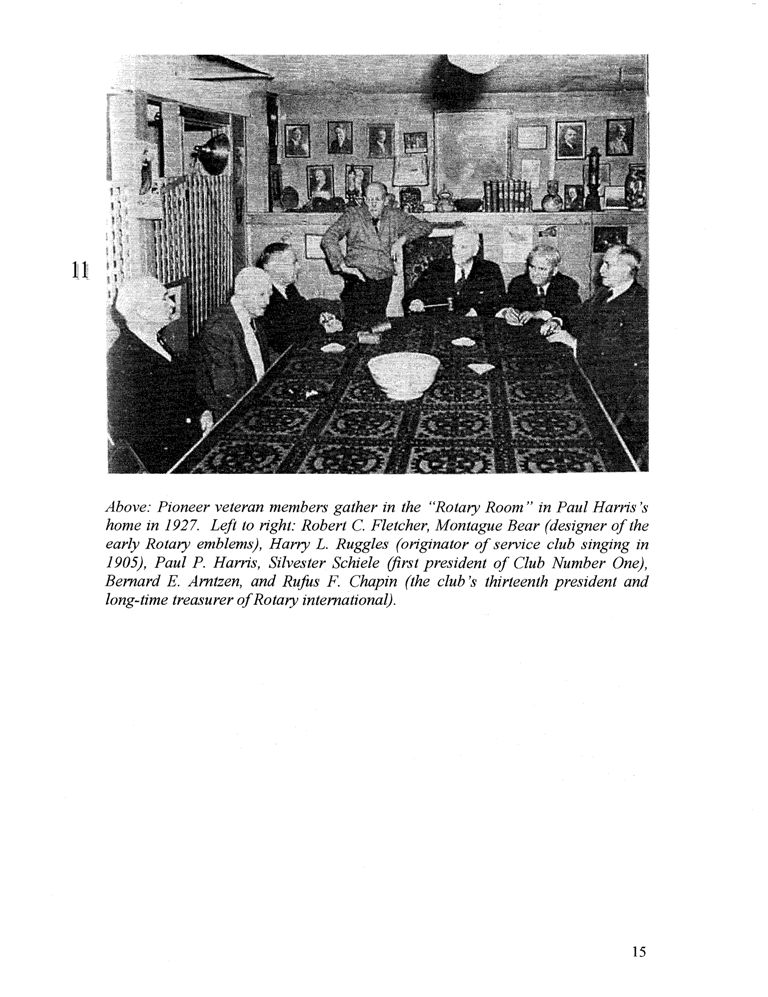 11
Above: Pioneer veteran members gather in the "Rotary Room" in Paul Harris's
home in 1927. Left to right: Robert C. Fletcher, Montague Bear (designer of the
early Rotary emblems), Harry L. Ruggles (originator of service club singing in
1905), Paul P. Harris, Silvester Schiele (first president of Club Number One),
Bernard E. Arntzen, and Rufus F. Chapin (the club's thirteenth president and
long-time treasurer of Rotary international).
15